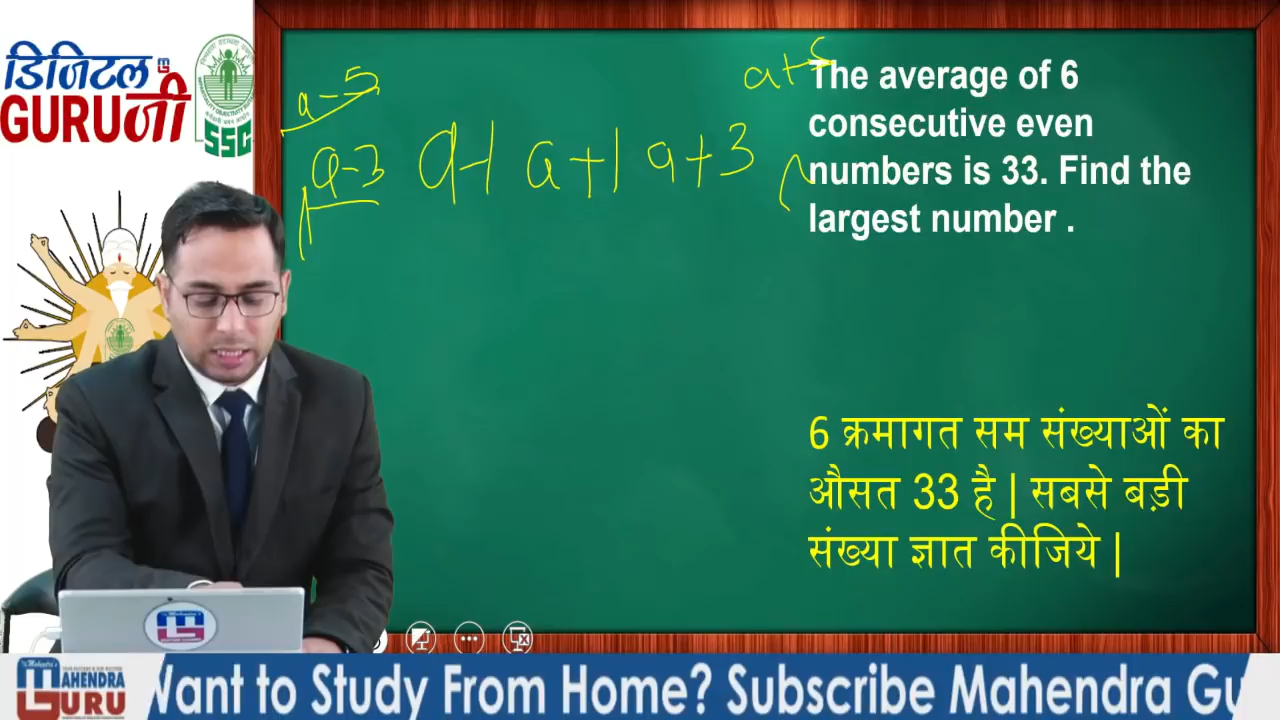 डिजिटल
GURUजी
SSC
a-5
a-3 a-1 a+1 a+3
a+5
The average of 6
consecutive even
numbers is 33. Find the
largest number .
6 क्रमागत सम संख्याओं का
औसत 33 है | सबसे बड़ी
संख्या ज्ञात कीजिये |
MAHENDRA
GURU
Want to Study From Home? Subscribe Mahendra Gu